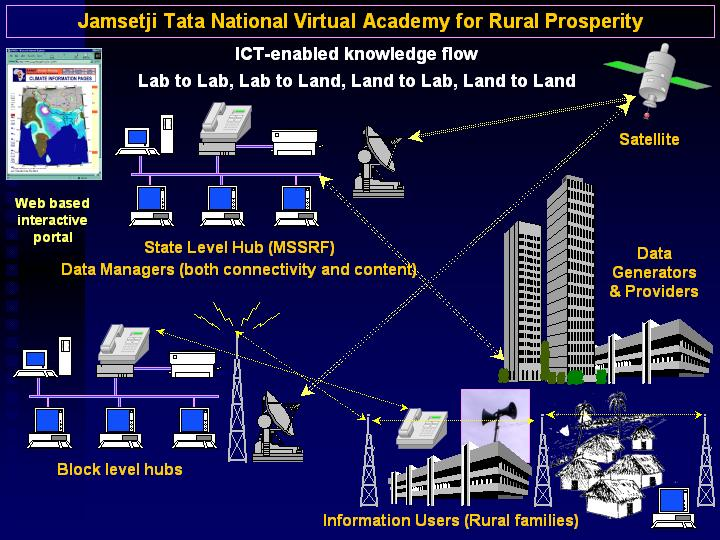 Jamsetji Tata National Virtual Academy for Rural Prosperity
ICT-enabled knowledge flow
Lab to Lab, Lab to Land, Land to Lab, Land to Land
CLIMATE INFORMATION PAGES
Satellite
Web based
interactive
portal
State Level Hub (MSSRF)
Data Managers (both connectivity and content)
Data
Generators
& Providers
Block level hubs
Information Users (Rural families)